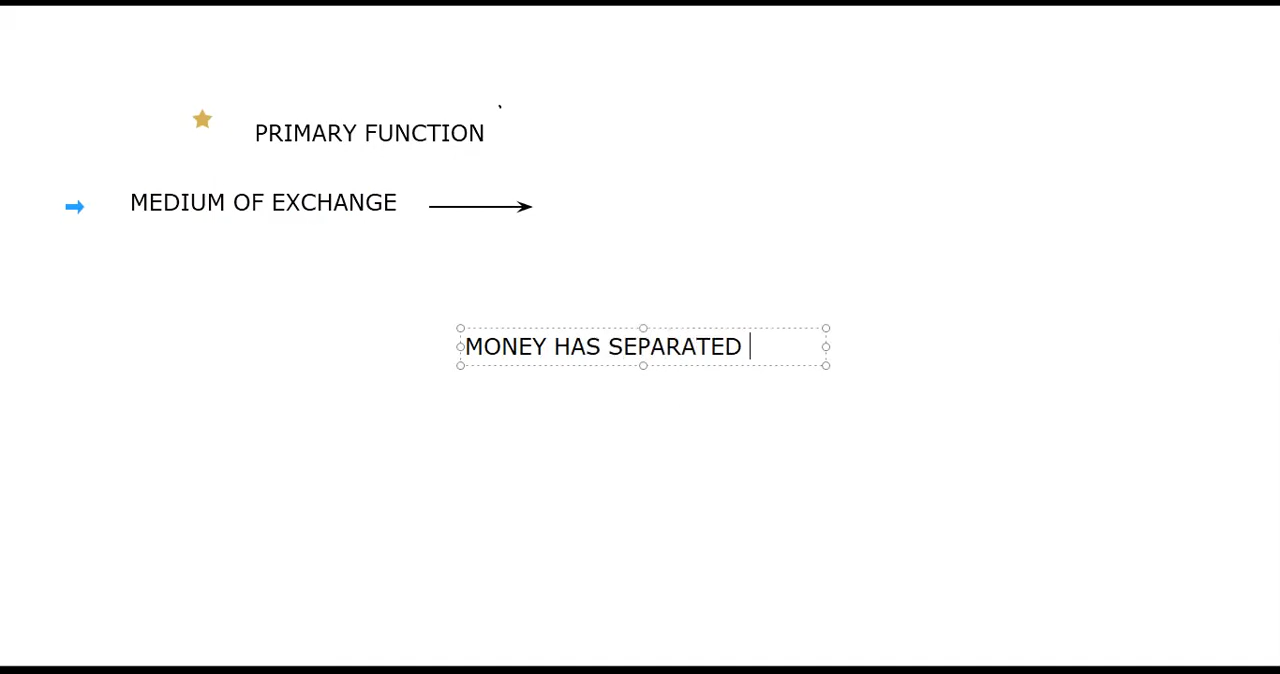 PRIMARY FUNCTION
MEDIUM OF EXCHANGE
MONEY HAS SEPARATED